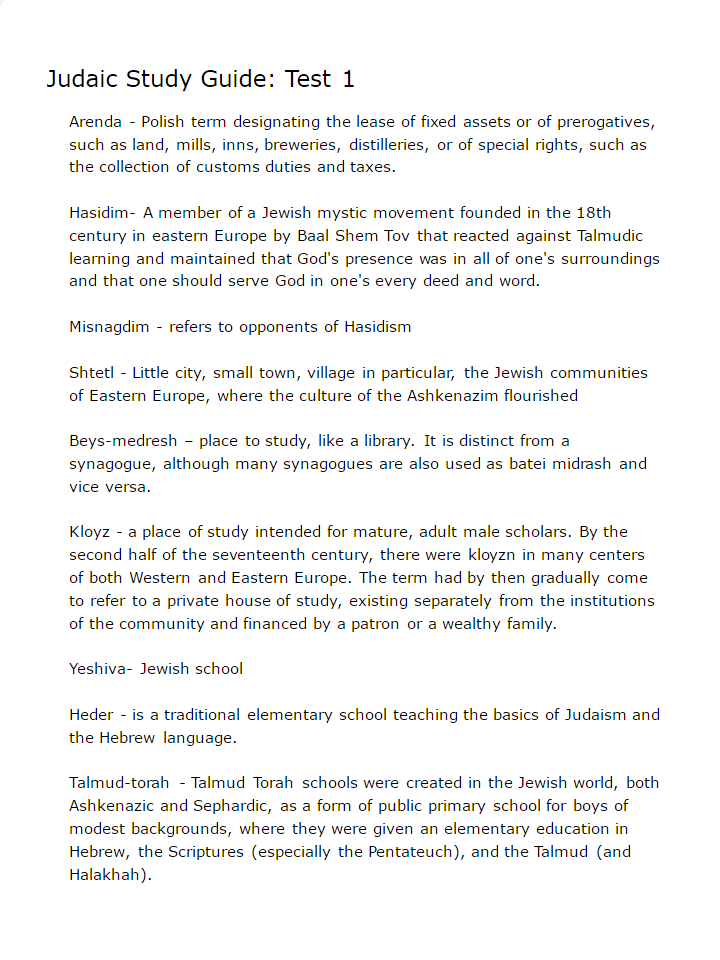 Judaic Study Guide: Test 1
Arenda - Polish term designating the lease of fixed assets or of prerogatives,
such as land, mills, inns, breweries, distilleries, or of special rights, such as
the collection of customs duties and taxes.
Hasidim- A member of a Jewish mystic movement founded in the 18th
century in eastern Europe by Baal Shem Tov that reacted against Talmudic
learning and maintained that God's presence was in all of one's surroundings
and that one should serve God in one's every deed and word.
Misnagdim - refers to opponents of Hasidism
Shtetl - Little city, small town, village in particular, the Jewish communities
of Eastern Europe, where the culture of the Ashkenazim flourished
Beys-medresh – place to study, like a library. It is distinct from a
synagogue, although many synagogues are also used as batei midrash and
vice versa.
Kloyz - a place of study intended for mature, adult male scholars. By the
second half of the seventeenth century, there were kloyzn in many centers
of both Western and Eastern Europe. The term had by then gradually come
to refer to a private house of study, existing separately from the institutions
of the community and financed by a patron or a wealthy family.
Yeshiva- Jewish school
Heder - is a traditional elementary school teaching the basics of Judaism and
the Hebrew language.
Talmud-torah - Talmud Torah schools were created in the Jewish world, both
Ashkenazic and Sephardic, as a form of public primary school for boys of
modest backgrounds, where they were given an elementary education in
Hebrew, the Scriptures (especially the Pentateuch), and the Talmud (and
Halakhah).